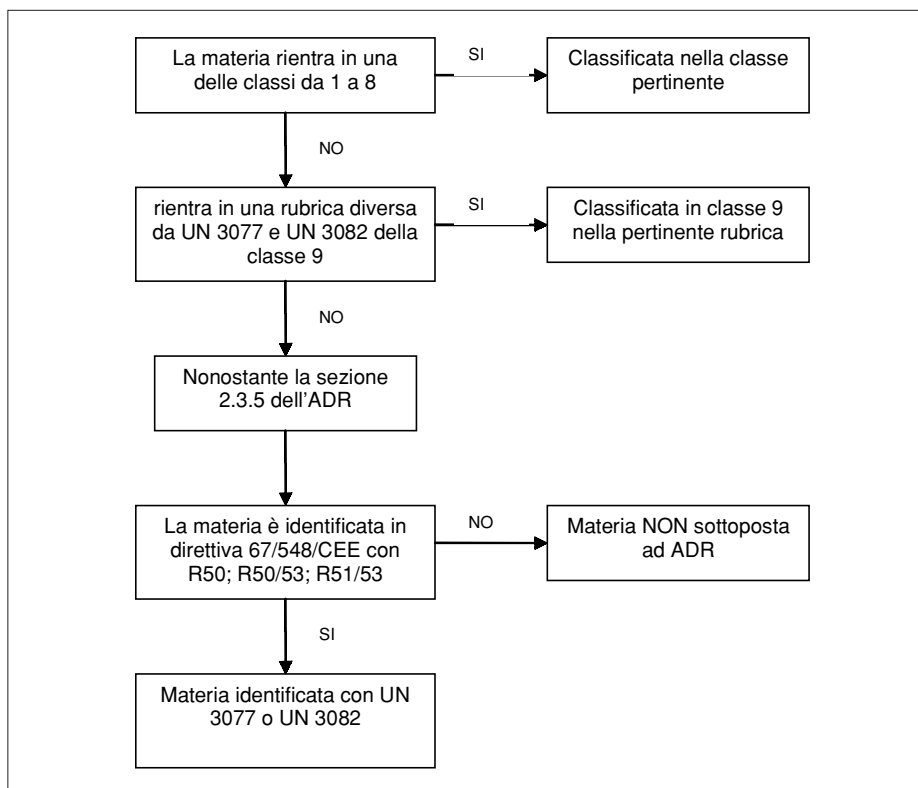 La materia rientra in una
delle classi da 1 a 8
SI
Classificata nella classe
pertinente
NO
rientra in una rubrica diversa
da UN 3077 e UN 3082 della
classe 9
SI
Classificata in classe 9
nella pertinente rubrica
NO
Nonostante la sezione
2.3.5 dell'ADR
La materia è identificata in
direttiva 67/548/CEE con
R50; R50/53; R51/53
NO
Materia NON sottoposta
ad ADR
SI
Materia identificata con UN
3077 o UN 3082